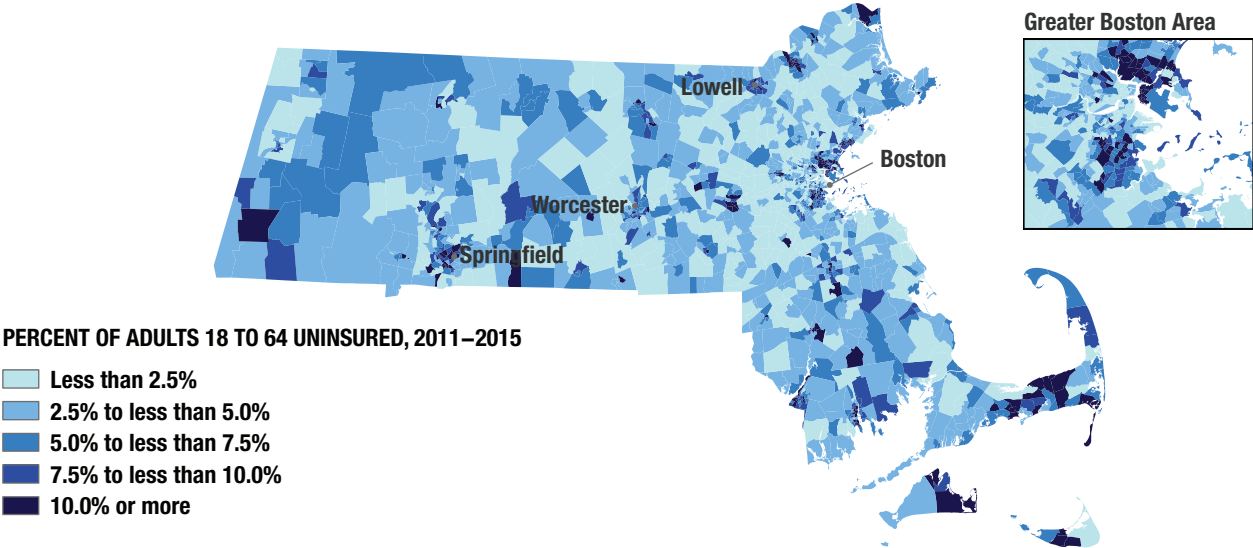 Greater Boston Area
Lowell
Boston
Worcester
Springfield
PERCENT OF ADULTS 18 TO 64 UNINSURED, 2011–2015
Less than 2.5%
2.5% to less than 5.0%
5.0% to less than 7.5%
7.5% to less than 10.0%
10.0% or more